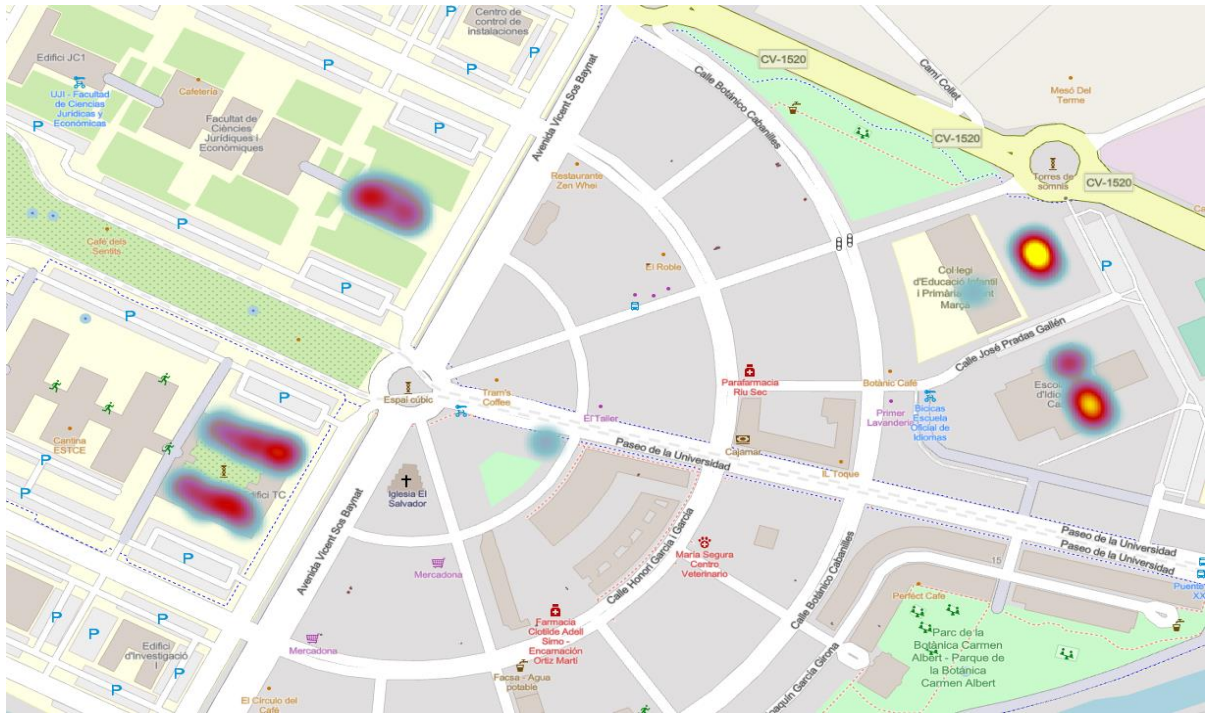 Centro de
control de
instalaciones
Edifici JC1
UJI - Facultad
de Ciencias
Jurídicas y
Económicas
Cafetería
Facultat de
Ciències
Jurídiques i
Econòmiques
Avenida Vicent Sos Baynat
Calle Botánico Cabanilles
CV-1520
Camí Collet
Mesó Del
Terme
CV-1520
CV-1520
Torres de
somnis
Restaurante
Zen Whei
Café dels
Sentits
El Roble
Col·legi
d'Educació Infantil
i Primària
Març
P
Calle José Pradas Gallén
Espai cúbic
Tram's
Coffee
El Taller
Parafarmacia
Riu Sec
Botànic Café
Primer
Lavandería
Bicicas
Escuela
Oficial de
Idiomas
Cantina
ESTCE
Edifici TC
Iglesia El
Salvador
Paseo de la Universidad
Cajamar
IL Toque
Avenida Vicent Sos Baynat
Mercadona
Calle Honori García i García
María Segura
Centro
Veterinario
Calle Botánico Cabanilles
15
Paseo de la Universidad
Paseo de la Universidad
Perfect Cafe
Parc de la
Botànica Carmen
Albert - Parque de
la Botánica
Carmen Albert
Farmacia
Clotilde Adell
Simo -
Encarnación
Ortiz Martí
Mercadona
Edifici
d'investigació
I
El Círculo del
Café
Facsa - Agua
potable
Joaquín García Girona